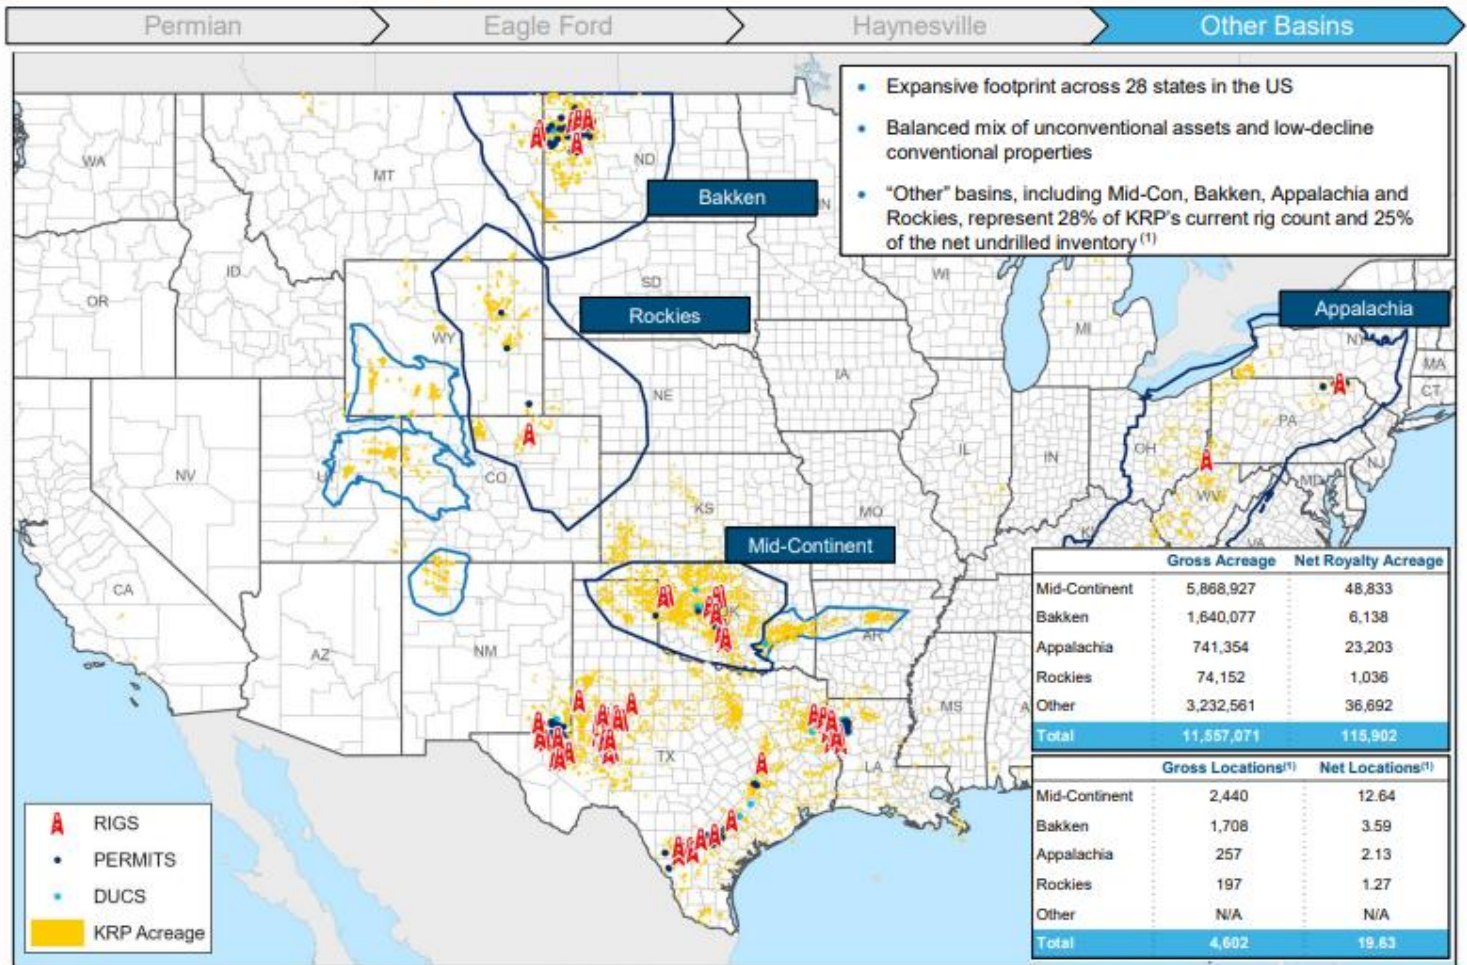 Permian Eagle Ford Haynesville Other Basins
• Expansive footprint across 28 states in the US
• Balanced mix of unconventional assets and low-decline
conventional properties
• “Other” basins, including Mid-Con, Bakken, Appalachia and
Rockies, represent 28% of KRP’s current rig count and 25%
of the net undrilled inventory (1)
WA
MT
ND
Bakken
ID
OR
SD
WI
Rockies
Appalachia
MI
WY
NY
MA
IA
NE
CT
PA
OH
IL
IN
NV
CO
NJ
MD
WV
KS
MO
VA
Mid-Continent
CA
OK
AR
AZ
NM
MS
TX
LA
Gross Acreage Net Royalty Acreage
Mid-Continent 5,868,927 48,833
Bakken 1,640,077 6,138
Appalachia 741,354 23,203
Rockies 74,152 1,036
Other 3,232,561 36,692
Total 11,557,071 115,902
Gross Locations(1) Net Locations(1)
Mid-Continent 2,440 12.64
Bakken 1,708 3.59
Appalachia 257 2.13
Rockies 197 1.27
Other N/A N/A
Total 4,602 19.63
RIGS
PERMITS
DUCS
KRP Acreage